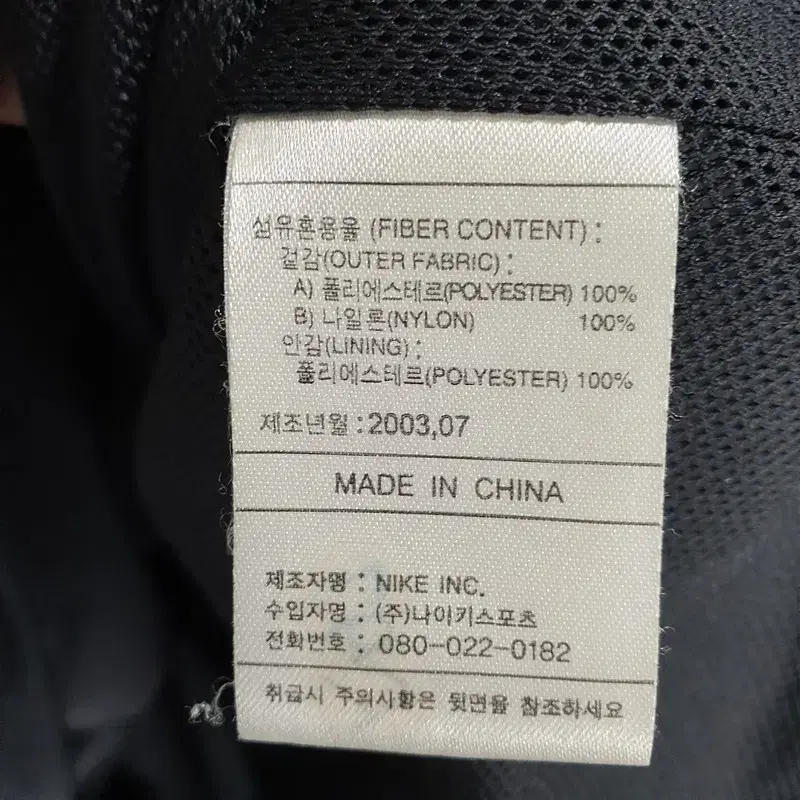 섬유혼용율 (FIBER CONTENT) :
겉감(OUTER FABRIC) :
A) 폴리에스테르(POLYESTER) 100%
B) 나일론(NYLON) 100%
안감(LINING) :
폴리에스테르(POLYESTER) 100%
제조년월 : 2003,07
MADE IN CHINA
제조자명 : NIKE INC.
수입자명 : (주)나이키스포츠
전화번호 : 080-022-0182
취급시 주의사항은 뒷면을 참조하세요